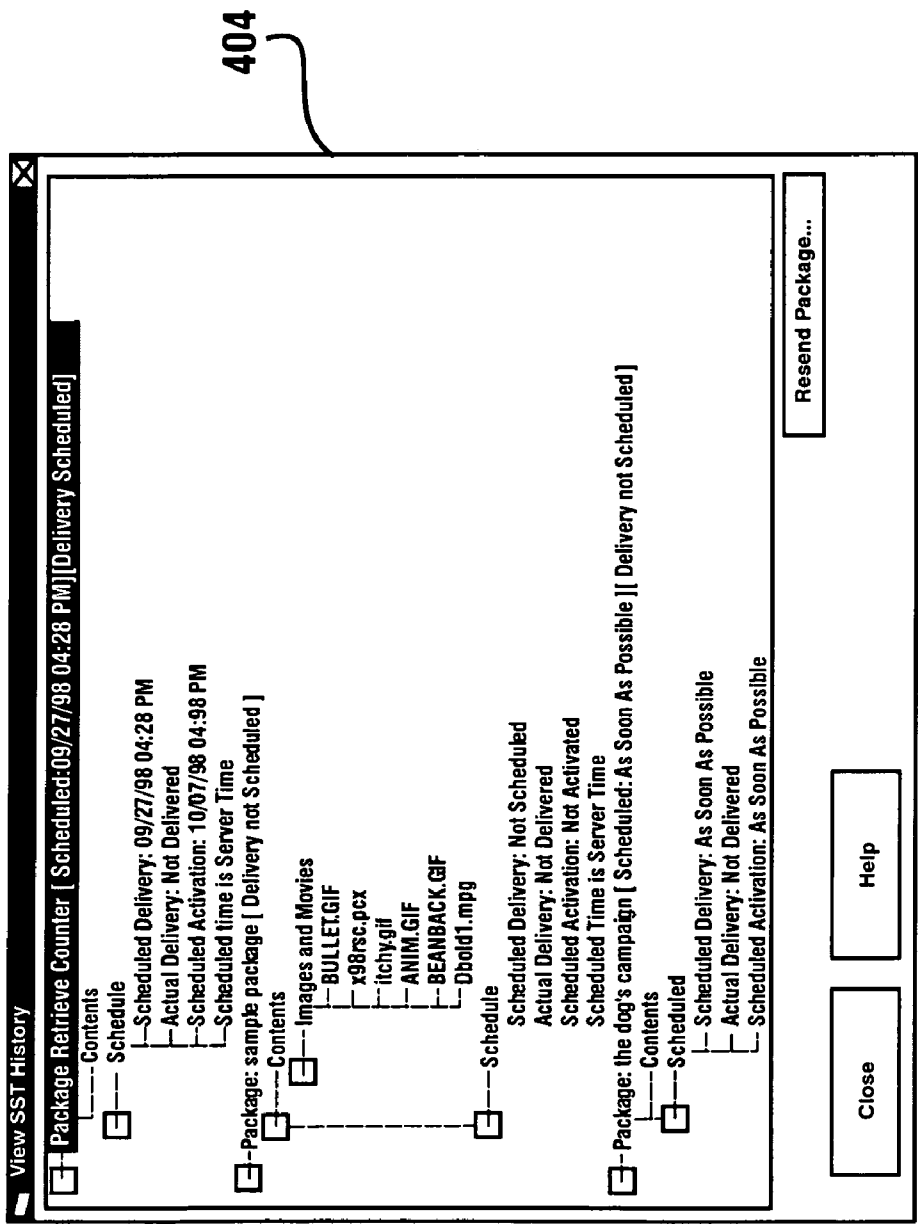 404
View SST History
Package Retrieve Counter [ Scheduled:09/27/98 04:28 PM][Delivery Scheduled]
Contents
Schedule
Scheduled Delivery: 09/27/98 04:28 PM
Actual Delivery: Not Delivered
Scheduled Activation: 10/07/98 04:98 PM
Scheduled time is Server Time
Package: sample package [ Delivery not Scheduled ]
Contents
Images and Movies
BULLET.GIF
x98rsc.pcx
itchy.gif
ANIM.GIF
BEANBACK.GIF
Dbold1.mpg
Schedule
Scheduled Delivery: Not Scheduled
Actual Delivery: Not Delivered
Scheduled Activation: Not Activated
Scheduled Time is Server Time
Package: the dog's campaign [ Scheduled: As Soon As Possible ][ Delivery not Scheduled]
Contents
Scheduled
Scheduled Delivery: As Soon As Possible
Actual Delivery: Not Delivered
Scheduled Activation: As Soon As Possible
Resend Package...
Close
Help